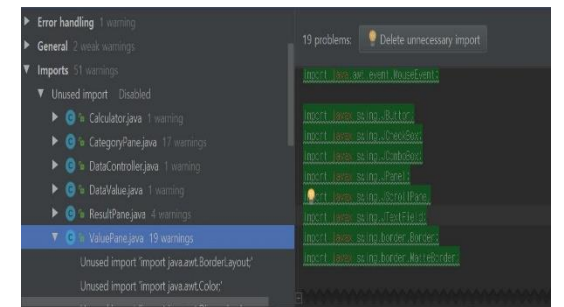 Error handling 1 warning
General 2 weak warnings
Imports 51 warnings
Unused import Disabled
Calculator.java 1 warning
CategoryPane.java 17 warnings
DataController.java 1 warning
DataValue.java 1 warning
ResultPane.java 4 warnings
ValuePane.java 19 warnings
Unused import 'import java.awt.BorderLayout;'
Unused import 'import java.awt.Color;'
19 problems: Delete unnecessary import
import java.awt.event.MouseEvent;
import javax.swing.JButton;
import javax.swing.JCheckBox;
import javax.swing.JComboBox;
import javax.swing.JPanel;
import javax.swing.JScrollPane;
import javax.swing.JTextField;
import javax.swing.border.Border;
import javax.swing.border.MatteBorder;